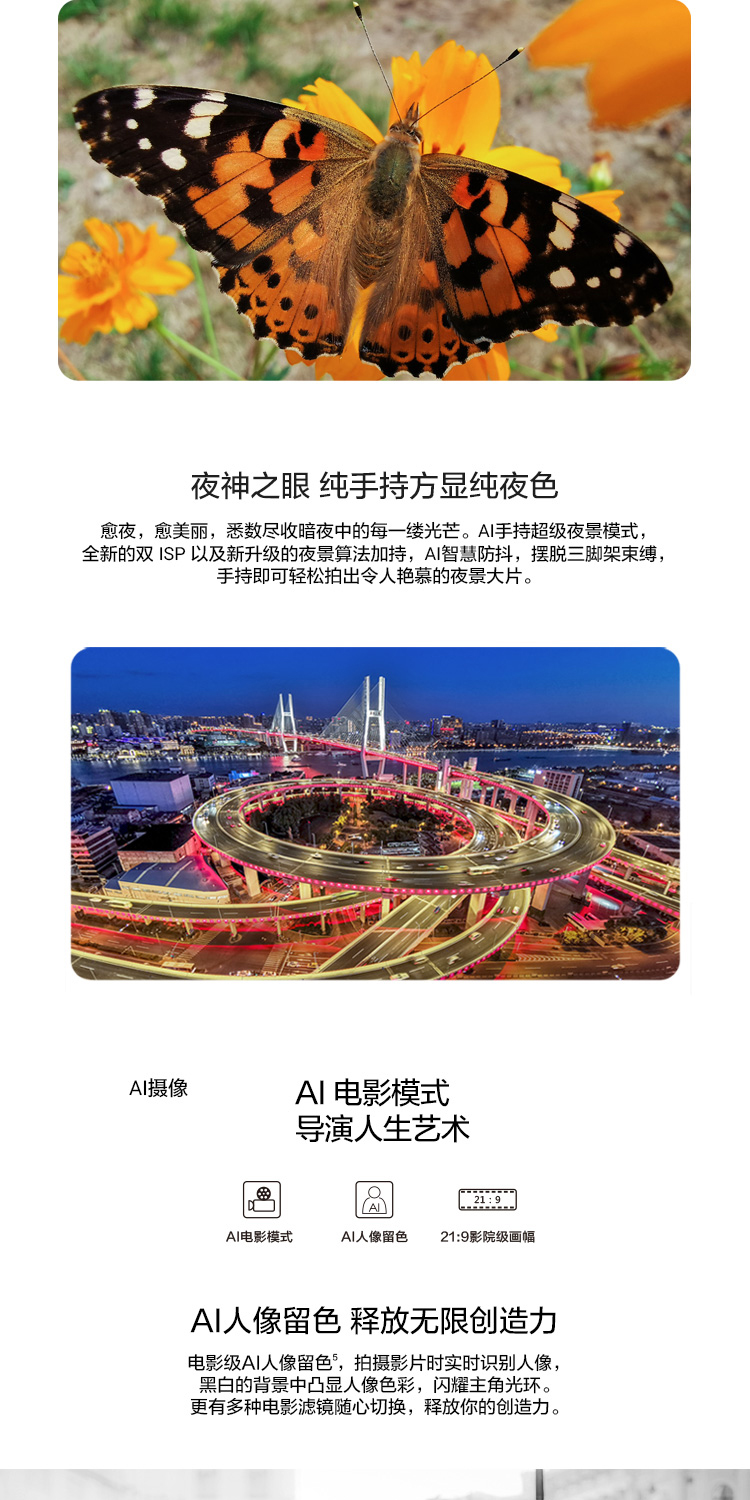 夜神之眼 纯手持方显纯夜色
愈夜，愈美丽，悉数尽收暗夜中的每一缕光芒。AI手持超级夜景模式，
全新的双 ISP 以及新升级的夜景算法加持，AI智慧防抖，摆脱三脚架束缚，
手持即可轻松拍出令人艳慕的夜景大片。
AI摄像
AI 电影模式
导演人生艺术
AI
21 : 9
AI电影模式
AI人像留色
21:9影院级画幅
AI人像留色 释放无限创造力
电影级AI人像留色⁵，拍摄影片时实时识别人像，
黑白的背景中凸显人像色彩，闪耀主角光环。
更有多种电影滤镜随心切换，释放你的创造力。